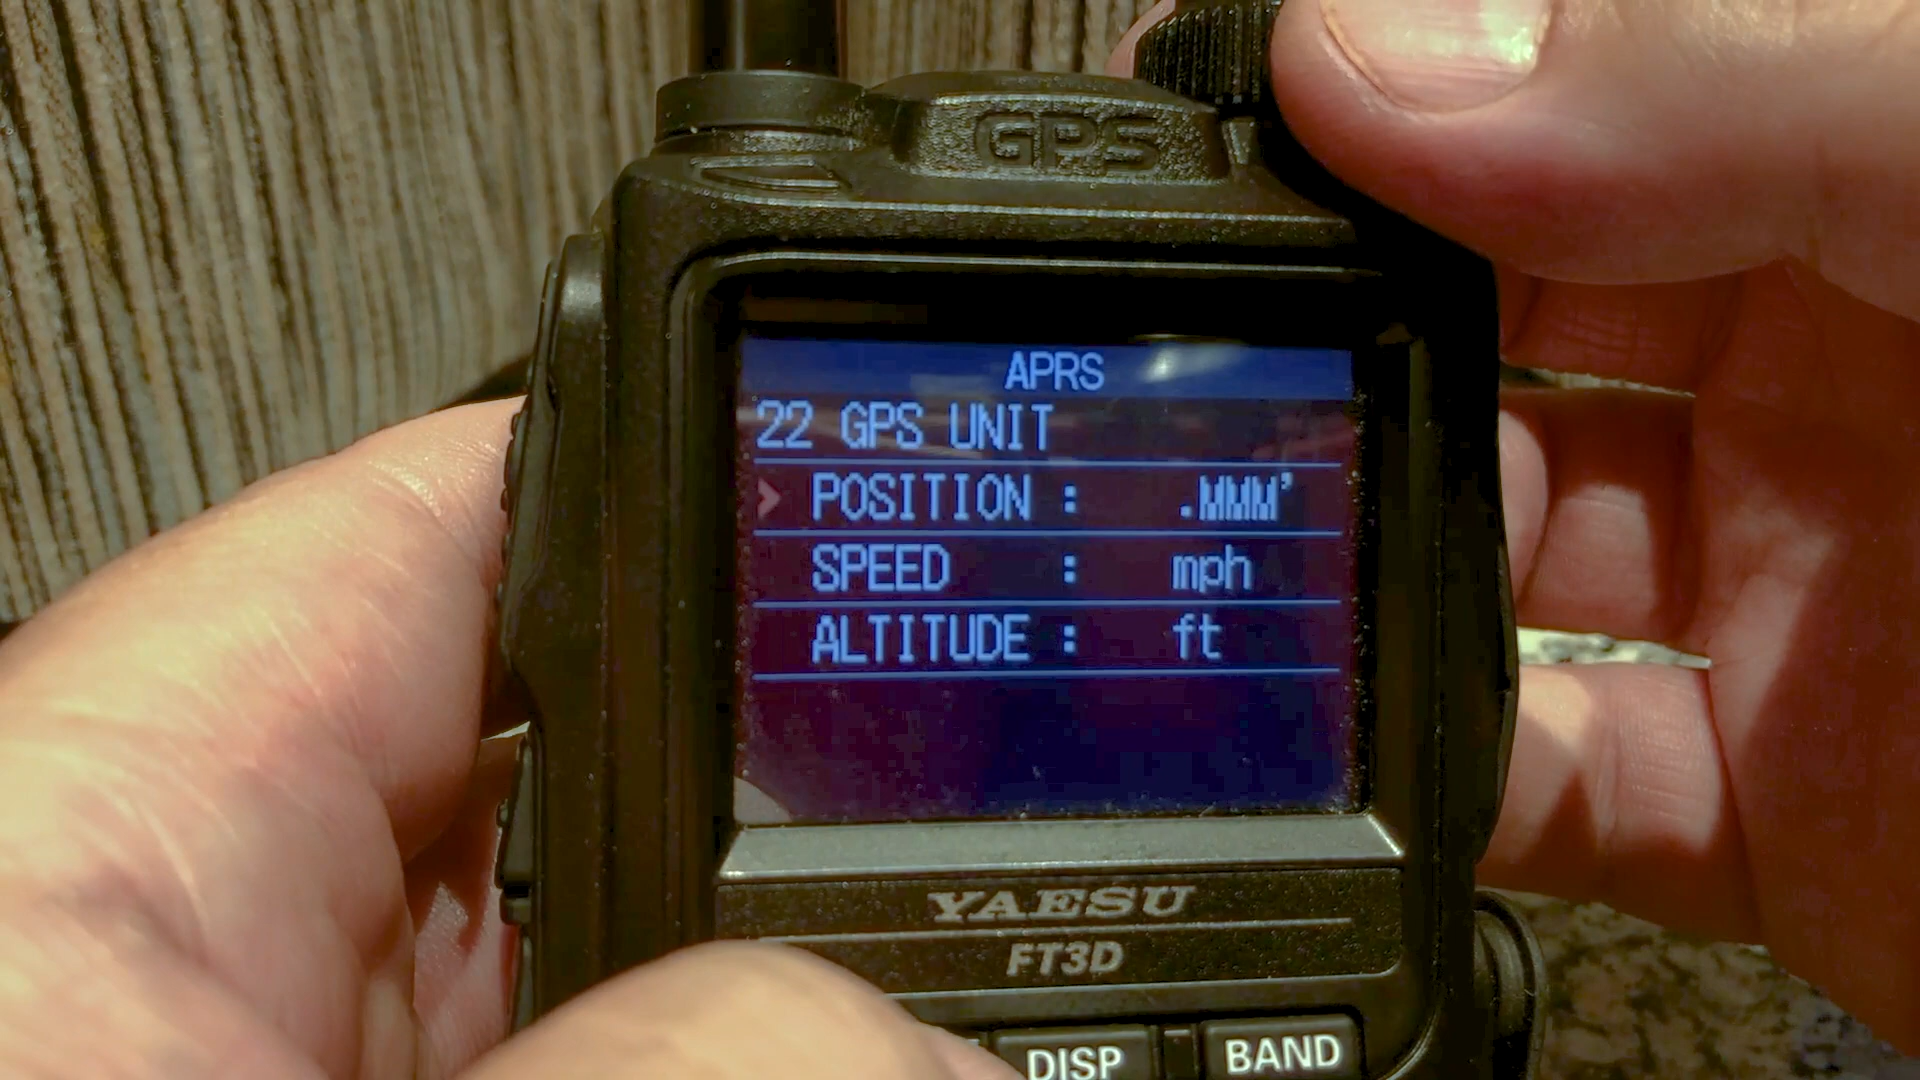 GPS
APRS
22 GPS UNIT
> POSITION : .MMM'
SPEED : mph
ALTITUDE : ft
YAESU
FT3D
DISP BAND